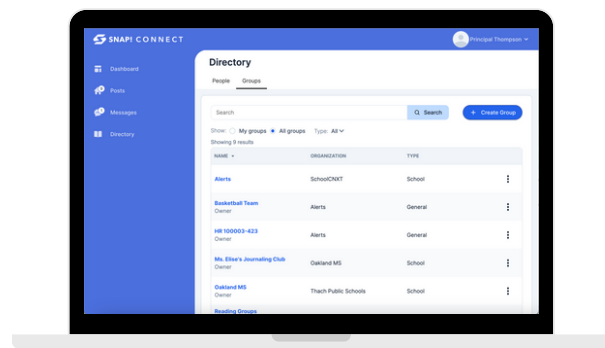 SNAP! CONNECT
Principal Thompson
Dashboard
Posts
Messages
Directory
Directory
People Groups
Search Search + Create Group
Show: My groups All groups Type: All
Showing 9 results
NAME ORGANIZATION TYPE
Alerts SchoolCNXT School
Basketball Team
Owner Alerts General
HR 100003-423
Owner Alerts General
Ms. Elise's Journaling Club
Owner Oakland MS School
Oakland MS
Owner Thach Public Schools School
Reading Groups